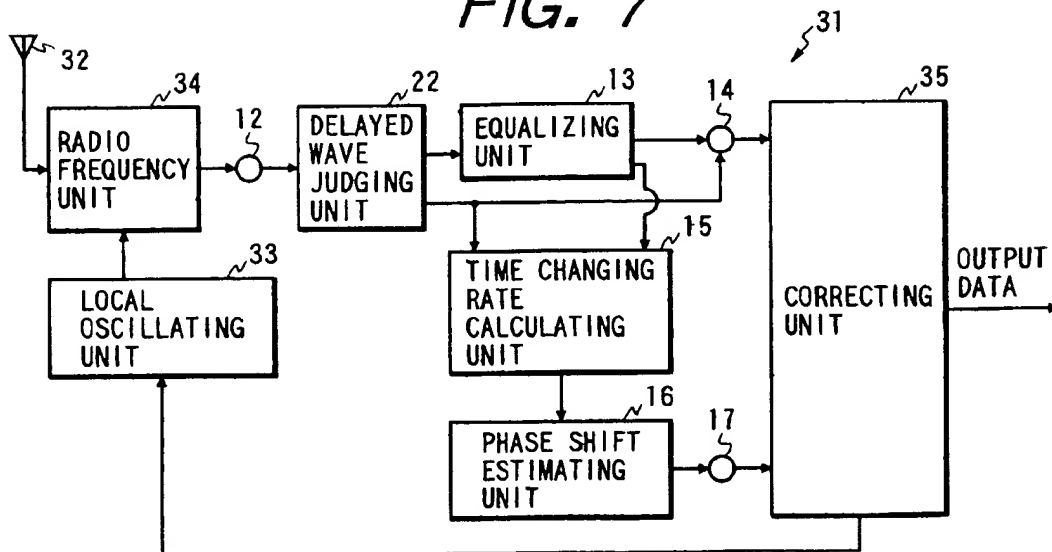 FIG. 7
31
32
34
RADIO
FREQUENCY
UNIT
12
22
DELAYED
WAVE
JUDGING
UNIT
13
EQUALIZING
UNIT
14
35
CORRECTING
UNIT
OUTPUT
DATA
33
LOCAL
OSCILLATING
UNIT
15
TIME CHANGING
RATE
CALCULATING
UNIT
16
PHASE SHIFT
ESTIMATING
UNIT
17